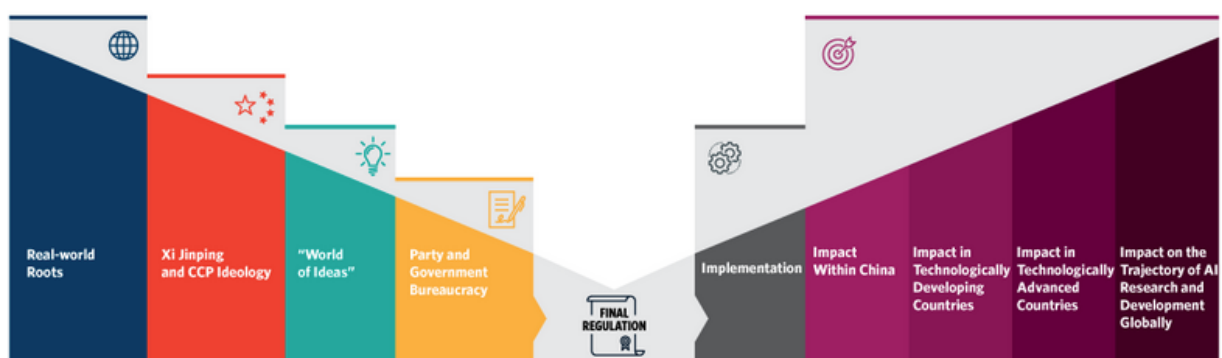 Real-world
Roots
Xi Jinping
and CCP Ideology
“World
of Ideas”
Party and
Government
Bureaucracy
FINAL
REGULATION
Implementation
Impact
Within China
Impact in
Technologically
Developing
Countries
Impact in
Technologically
Advanced
Countries
Impact on the
Trajectory of AI
Research and
Development
Globally